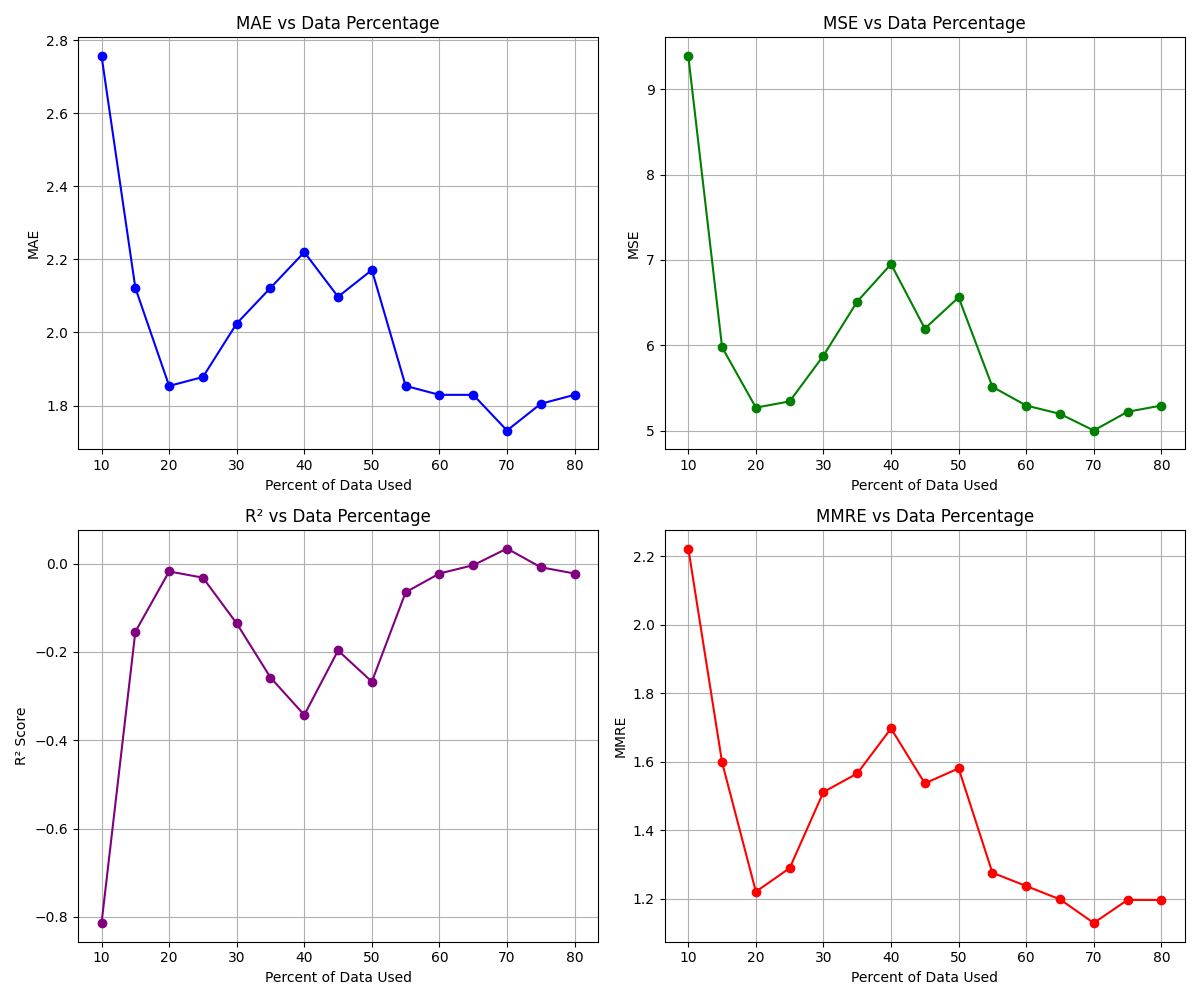 MAE vs Data Percentage
2.8
2.6
2.4
2.2
2.0
1.8
MAE
10 20 30 40 50 60 70 80
Percent of Data Used
MSE vs Data Percentage
9
8
7
6
5
MSE
10 20 30 40 50 60 70 80
Percent of Data Used
R² vs Data Percentage
0.0
−0.2
−0.4
−0.6
−0.8
R² Score
10 20 30 40 50 60 70 80
Percent of Data Used
MMRE vs Data Percentage
2.2
2.0
1.8
1.6
1.4
1.2
MMRE
10 20 30 40 50 60 70 80
Percent of Data Used